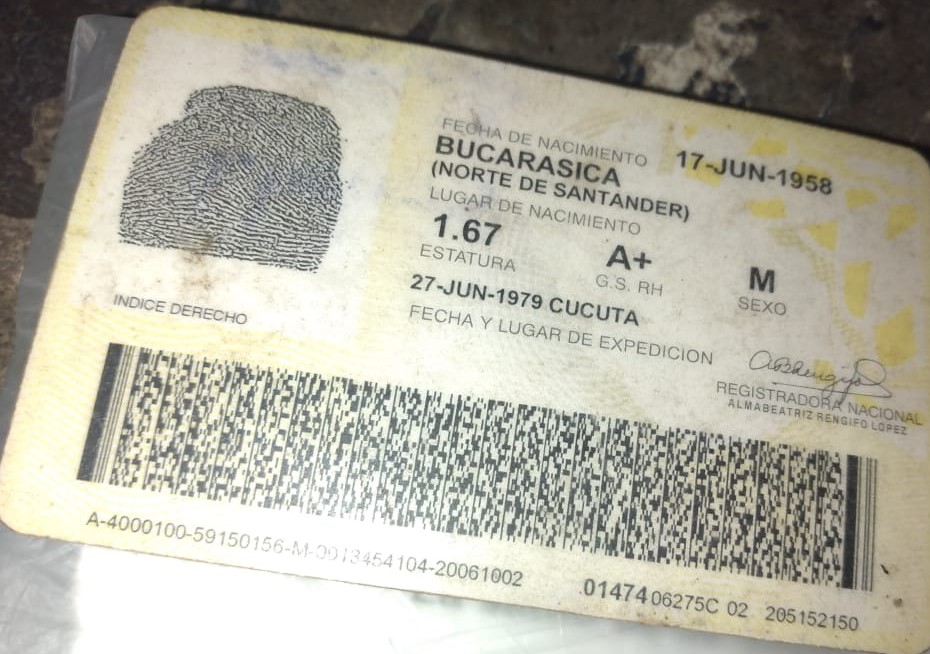 FECHA DE NACIMIENTO 17-JUN-1958
BUCARASICA
(NORTE DE SANTANDER)
LUGAR DE NACIMIENTO
1.67 A+ M
ESTATURA G.S. RH SEXO
27-JUN-1979 CUCUTA
FECHA Y LUGAR DE EXPEDICION
INDICE DERECHO
REGISTRADORA NACIONAL
ALMABEATRIZ RENGIFO LOPEZ
A-4000100-59150156-M-0013454104-20061002 0147406275C 02 205152150